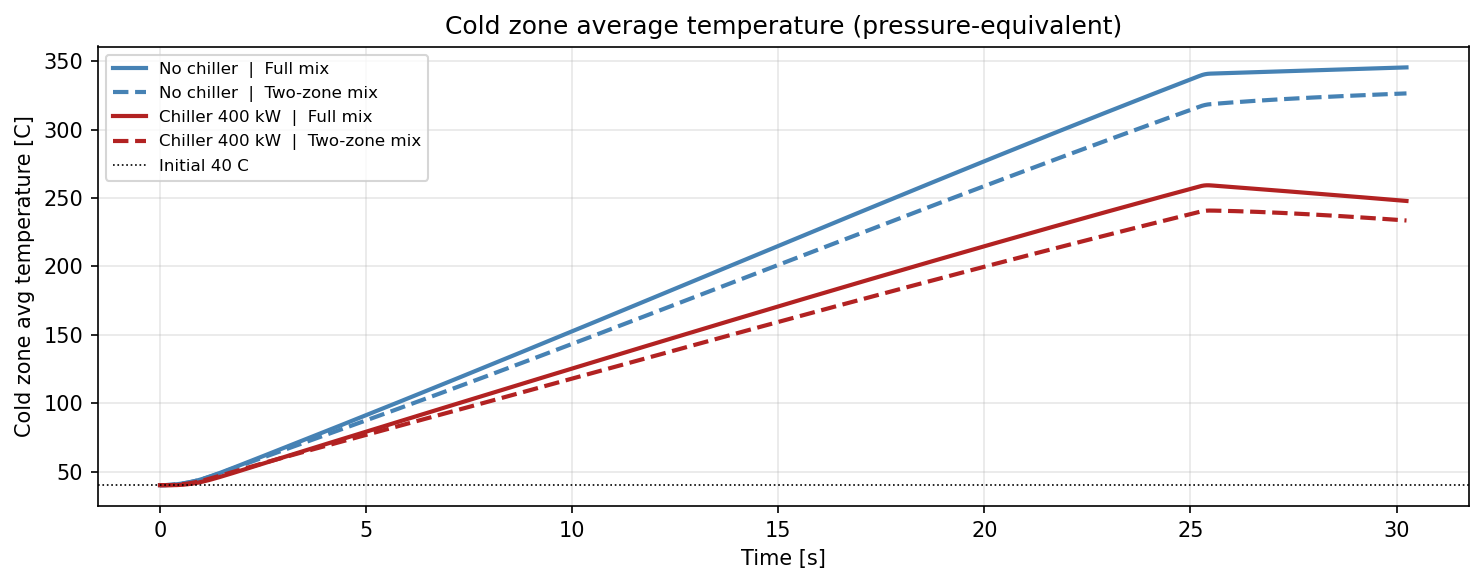 Cold zone average temperature (pressure-equivalent)
Cold zone avg temperature [C]
350
300
250
200
150
100
50
No chiller | Full mix
No chiller | Two-zone mix
Chiller 400 kW | Full mix
Chiller 400 kW | Two-zone mix
Initial 40 C
0 5 10 15 20 25 30
Time [s]